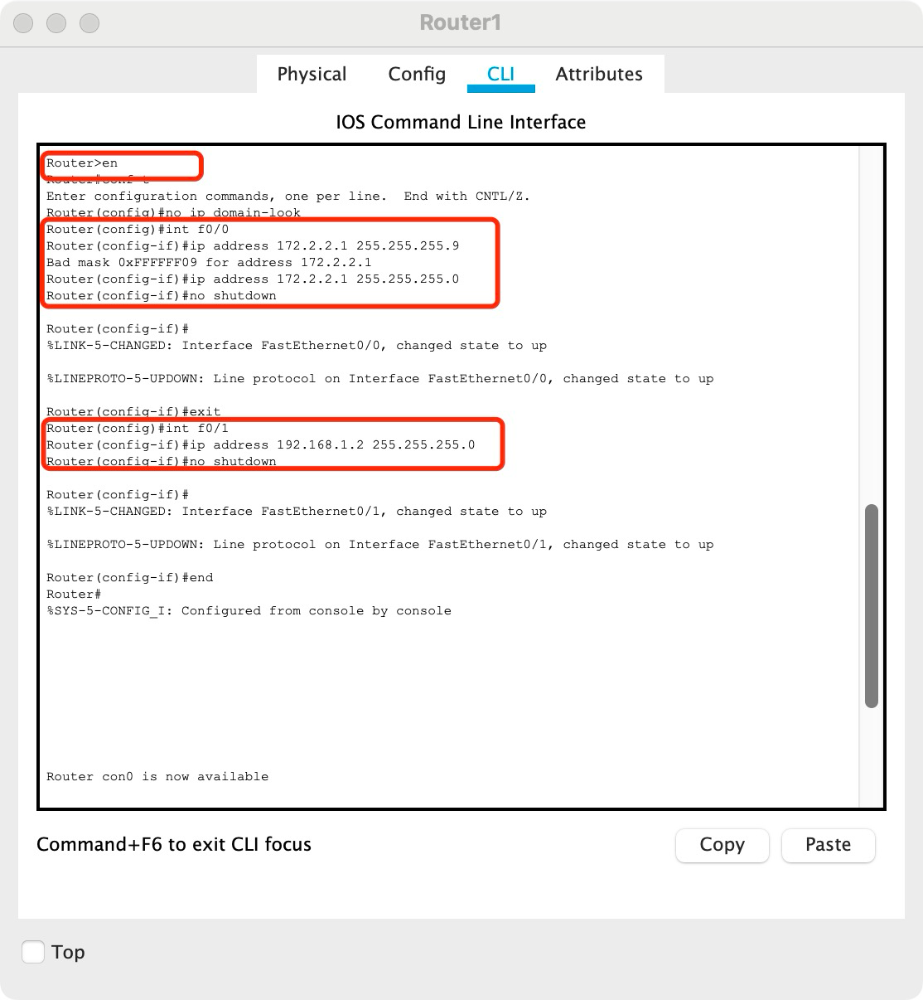 Router1
Physical Config CLI Attributes
IOS Command Line Interface
Router>en
Router#conf t
Enter configuration commands, one per line.  End with CNTL/Z.
Router(config)#no ip domain-look
Router(config)#int f0/0
Router(config-if)#ip address 172.2.2.1 255.255.255.9
Bad mask 0xFFFFFF09 for address 172.2.2.1
Router(config-if)#ip address 172.2.2.1 255.255.255.0
Router(config-if)#no shutdown
Router(config-if)#
%LINK-5-CHANGED: Interface FastEthernet0/0, changed state to up
%LINEPROTO-5-UPDOWN: Line protocol on Interface FastEthernet0/0, changed state to up
Router(config-if)#exit
Router(config)#int f0/1
Router(config-if)#ip address 192.168.1.2 255.255.255.0
Router(config-if)#no shutdown
Router(config-if)#
%LINK-5-CHANGED: Interface FastEthernet0/1, changed state to up
%LINEPROTO-5-UPDOWN: Line protocol on Interface FastEthernet0/1, changed state to up
Router(config-if)#end
Router#
%SYS-5-CONFIG_I: Configured from console by console
Router con0 is now available
Command+F6 to exit CLI focus
Copy Paste
Top